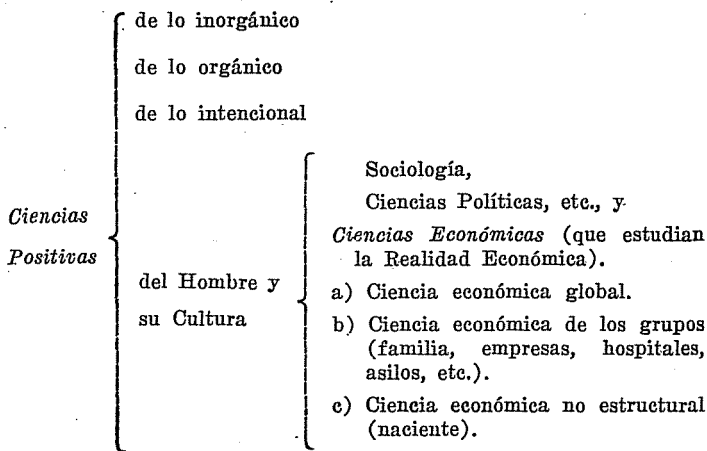 de lo inorgánico
de lo orgánico
de lo intencional
Ciencias
Positivas
del Hombre y
su Cultura
Sociología,
Ciencias Políticas, etc., y
Ciencias Económicas (que estudian
la Realidad Económica).
a) Ciencia económica global.
b) Ciencia económica de los grupos
(familia, empresas, hospitales,
asilos, etc.).
c) Ciencia económica no estructural
(naciente).